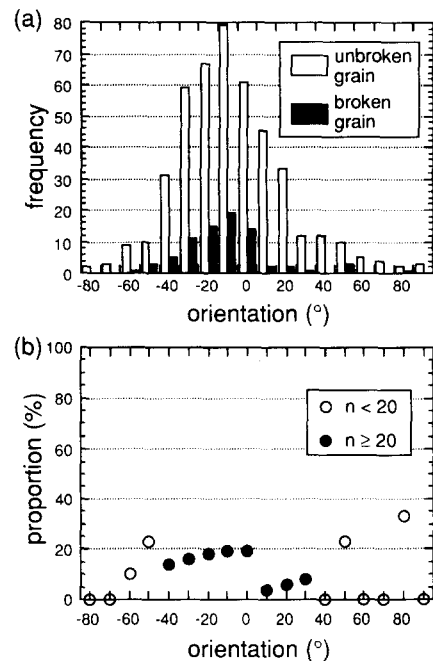 (a)
80
70
60
50
40
30
20
10
0
frequency
unbroken
grain
broken
grain
-80 -60 -40 -20 0 20 40 60 80
orientation (°)
(b)
100
80
60
40
20
0
proportion (%)
n < 20
n ≥ 20
-80 -60 -40 -20 0 20 40 60 80
orientation (°)